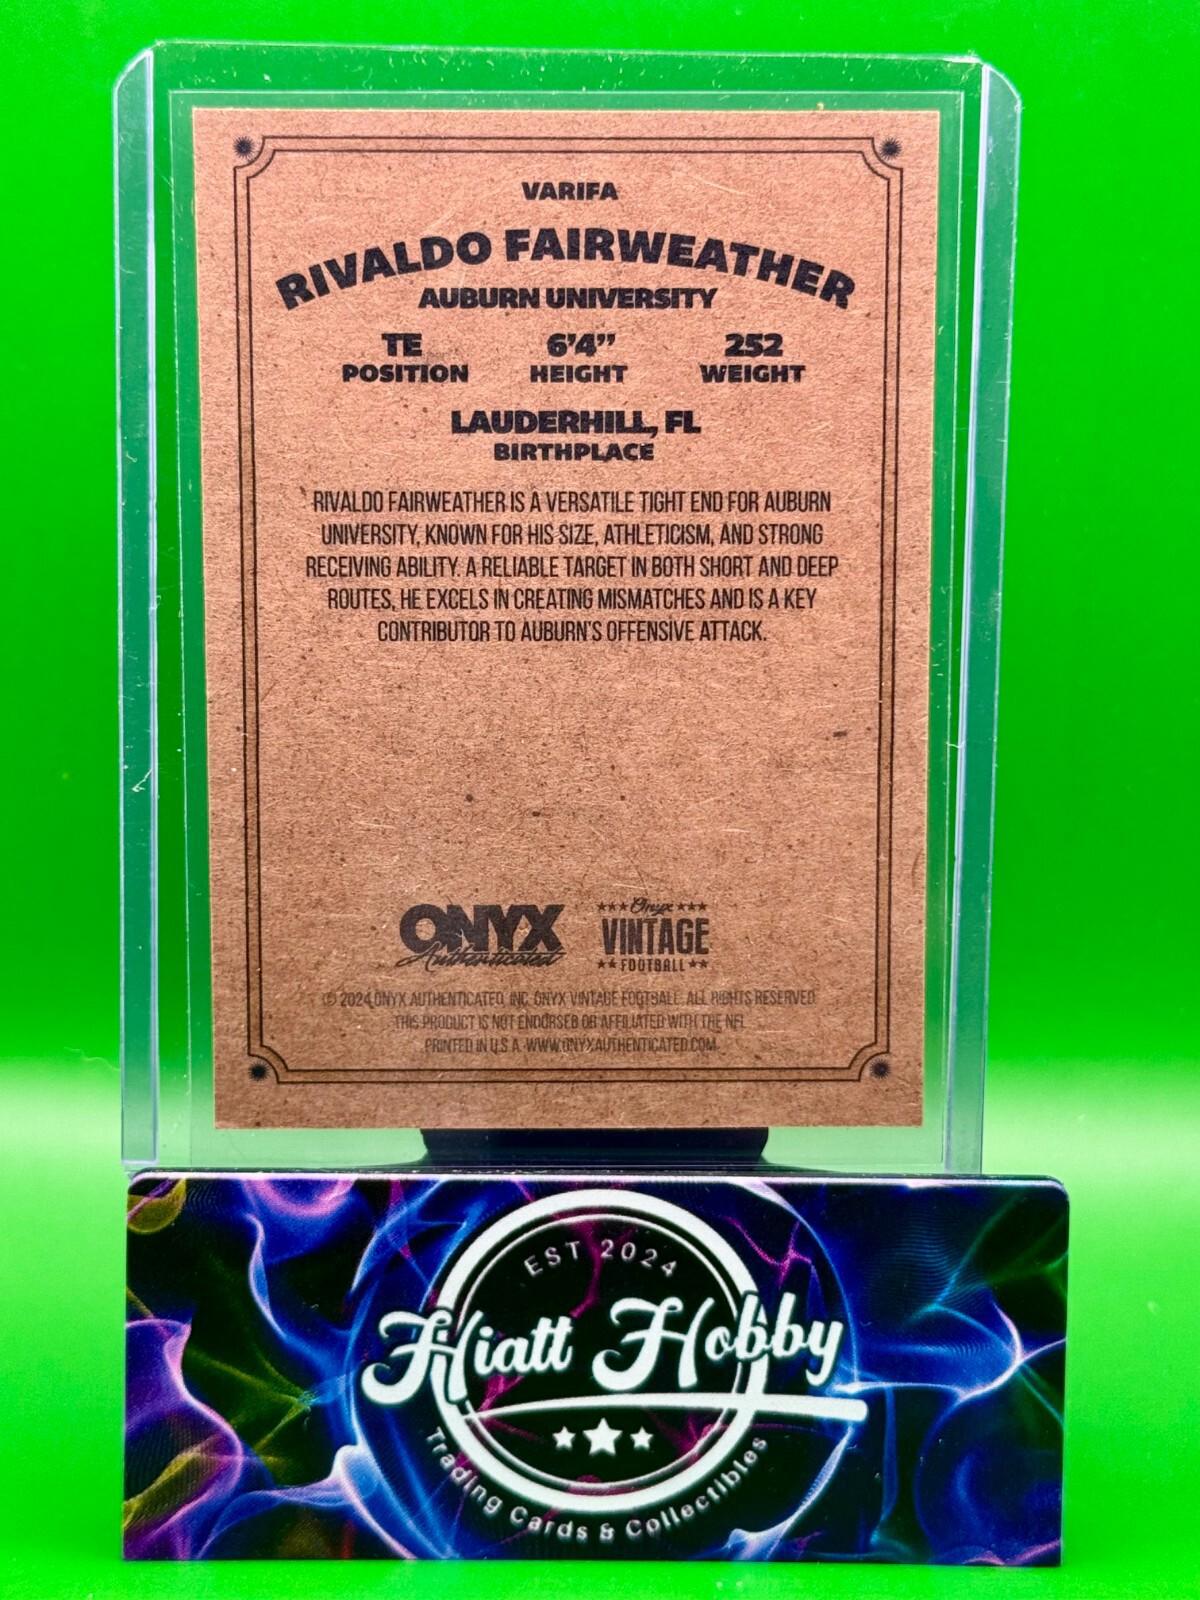 VARIFA
RIVALDO FAIRWEATHER
AUBURN UNIVERSITY
TE 6'4" 252
POSITION HEIGHT WEIGHT
LAUDERHILL, FL
BIRTHPLACE
RIVALDO FAIRWEATHER IS A VERSATILE TIGHT END FOR AUBURN
UNIVERSITY, KNOWN FOR HIS SIZE, ATHLETICISM, AND STRONG
RECEIVING ABILITY. A RELIABLE TARGET IN BOTH SHORT AND DEEP
ROUTES, HE EXCELS IN CREATING MISMATCHES AND IS A KEY
CONTRIBUTOR TO AUBURN'S OFFENSIVE ATTACK.
ONYX
Authenticated
Onyx
VINTAGE
FOOTBALL
© 2024 ONYX AUTHENTICATED, INC. ONYX VINTAGE FOOTBALL. ALL RIGHTS RESERVED.
THIS PRODUCT IS NOT ENDORSED OR AFFILIATED WITH THE NFL
PRINTED IN U.S.A. WWW.ONYXAUTHENTICATED.COM
EST 2024
Hiatt Hobby
Trading Cards & Collectibles